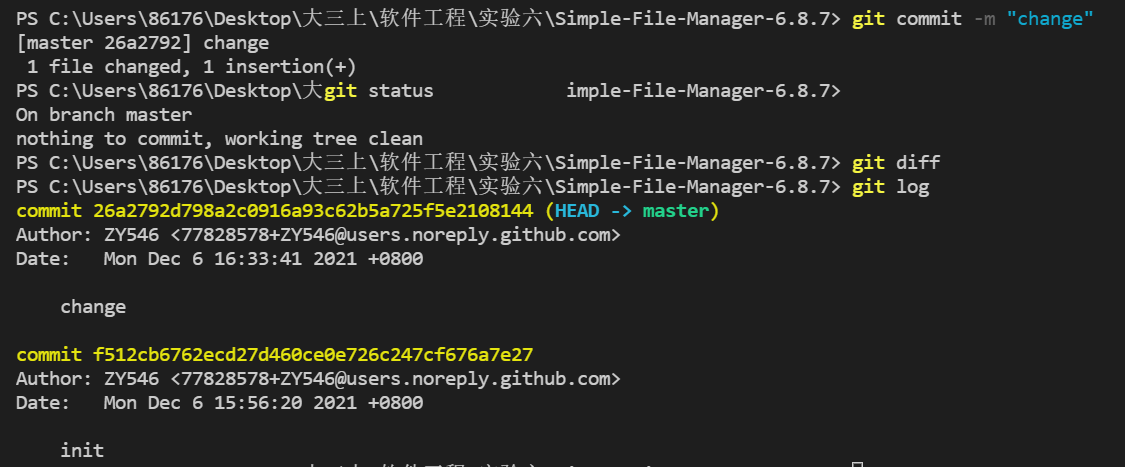 PS C:\Users\86176\Desktop\大三上\软件工程\实验六\Simple-File-Manager-6.8.7> git commit -m "change"
[master 26a2792] change
 1 file changed, 1 insertion(+)
PS C:\Users\86176\Desktop\大git status            imple-File-Manager-6.8.7>
On branch master
nothing to commit, working tree clean
PS C:\Users\86176\Desktop\大三上\软件工程\实验六\Simple-File-Manager-6.8.7> git diff
PS C:\Users\86176\Desktop\大三上\软件工程\实验六\Simple-File-Manager-6.8.7> git log
commit 26a2792d798a2c0916a93c62b5a725f5e2108144 (HEAD -> master)
Author: ZY546 <77828578+ZY546@users.noreply.github.com>
Date:   Mon Dec 6 16:33:41 2021 +0800
    change
commit f512cb6762ecd27d460ce0e726c247cf676a7e27
Author: ZY546 <77828578+ZY546@users.noreply.github.com>
Date:   Mon Dec 6 15:56:20 2021 +0800
    init